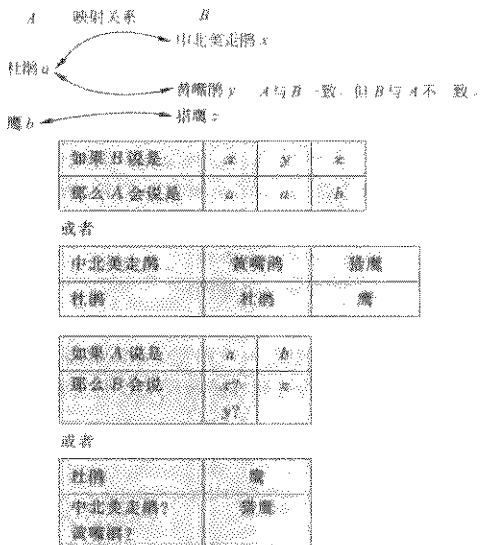 A 映射关系 B
中北美走鹃 x
杜鹃 a
黄嘴鹃 y A与B一致,但B与A不一致.
鹰 b 猎鹰 z
如果 B 说是 x y z
那么 A 会说是 a a b
或者
中北美走鹃 黄嘴鹃 猎鹰
杜鹃 杜鹃 鹰
如果 A 说是 a b
那么 B 会说 x? z
y?
或者
杜鹃 鹰
中北美走鹃? 猎鹰
黄嘴鹃?